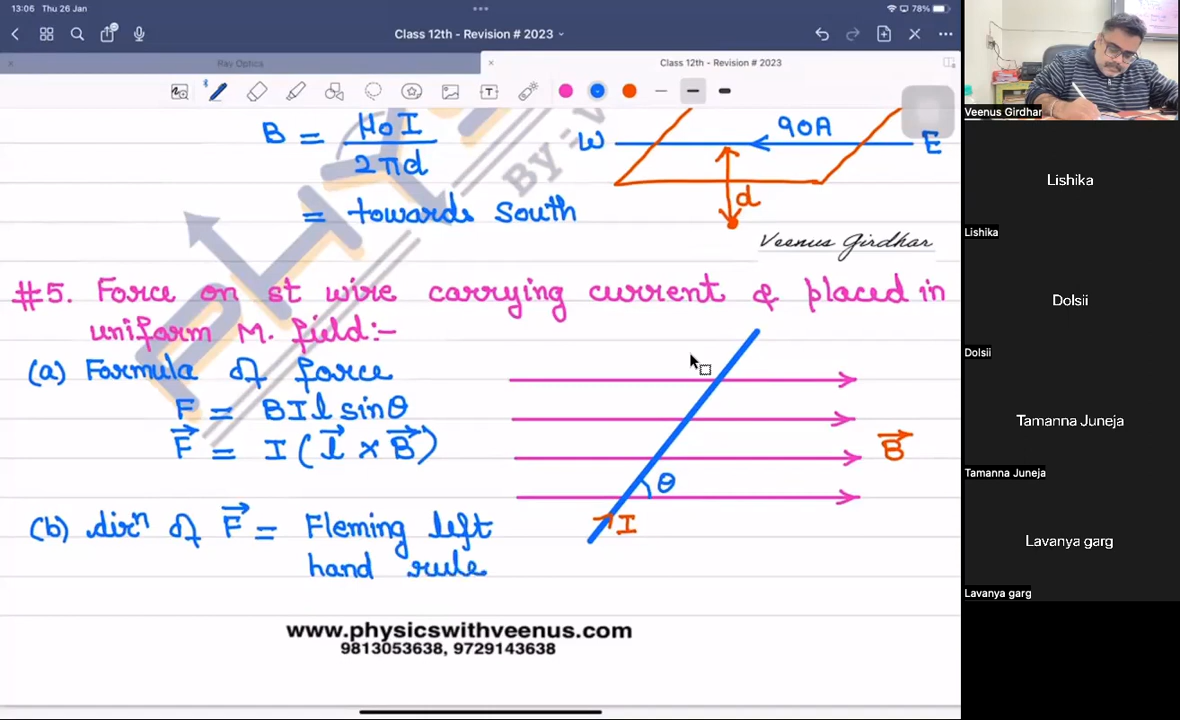 13:06 Thu 26 Jan
78%
Class 12th - Revision # 2023
Ray Optics
Class 12th - Revision # 2023
B = μ0 I / 2πd
= towards South
W 90A E
d
Veenus Girdhar
#5. Force on st wire carrying current & placed in
uniform M. field:-
(a) Formula of force
F = BIl sinθ
F⃗ = I(l⃗ × B⃗)
B⃗
θ
I
(b) dirⁿ of F⃗ = Fleming left
hand rule
www.physicswithveenus.com
9813053638, 9729143638
Veenus Girdhar
Lishika
Lishika
Dolsii
Dolsii
Tamanna Juneja
Tamanna Juneja
Lavanya garg
Lavanya garg
PHY
By:-V